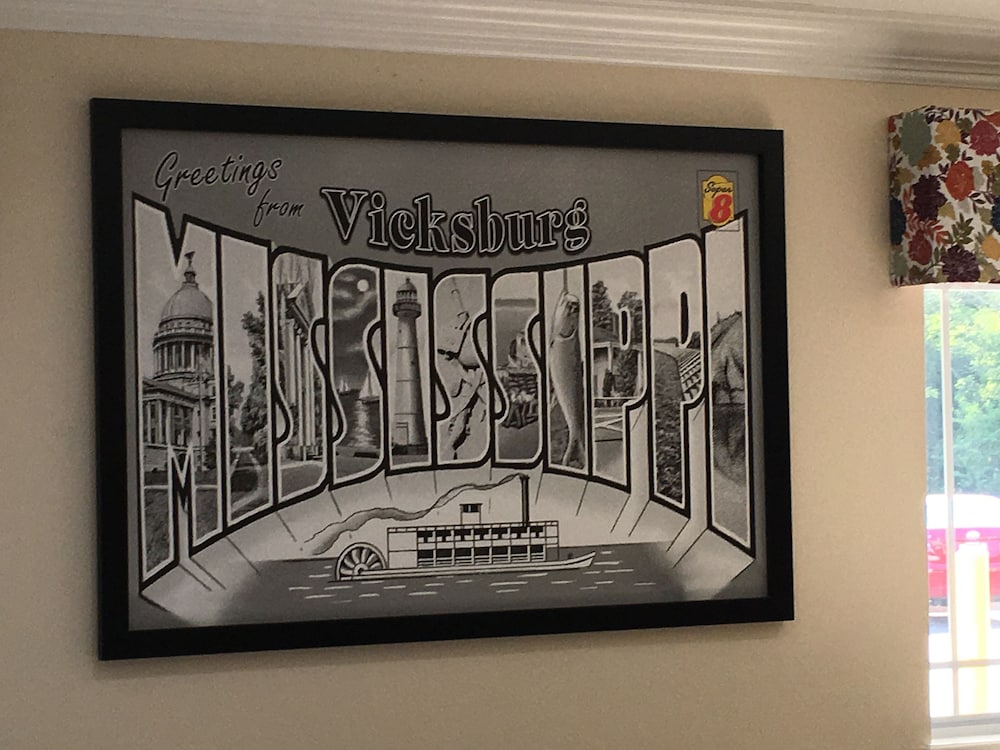 Greetings
from
Vicksburg
Super
8
MISSISSIPPI